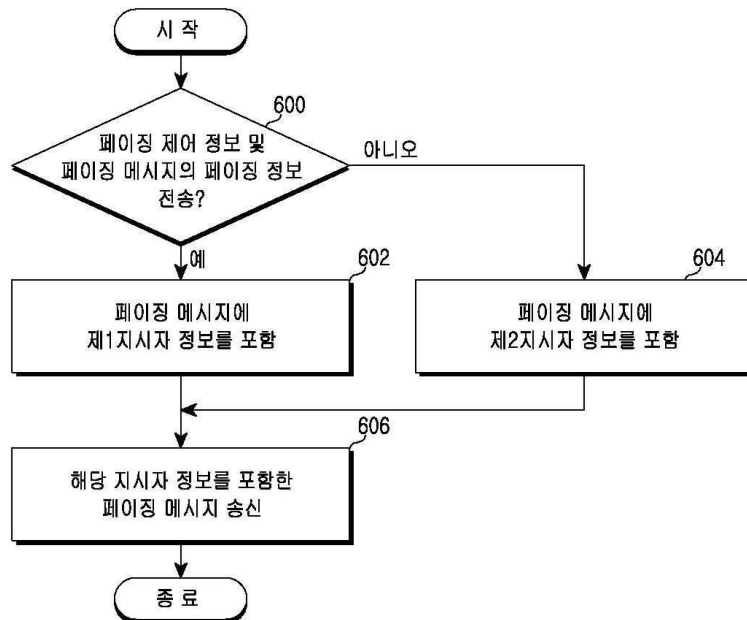 시 작
600
페이징 제어 정보 및
페이징 메시지의 페이징 정보
전송?
아니오
예
602
페이징 메시지에
제1지시자 정보를 포함
604
페이징 메시지에
제2지시자 정보를 포함
606
해당 지시자 정보를 포함한
페이징 메시지 송신
종 료